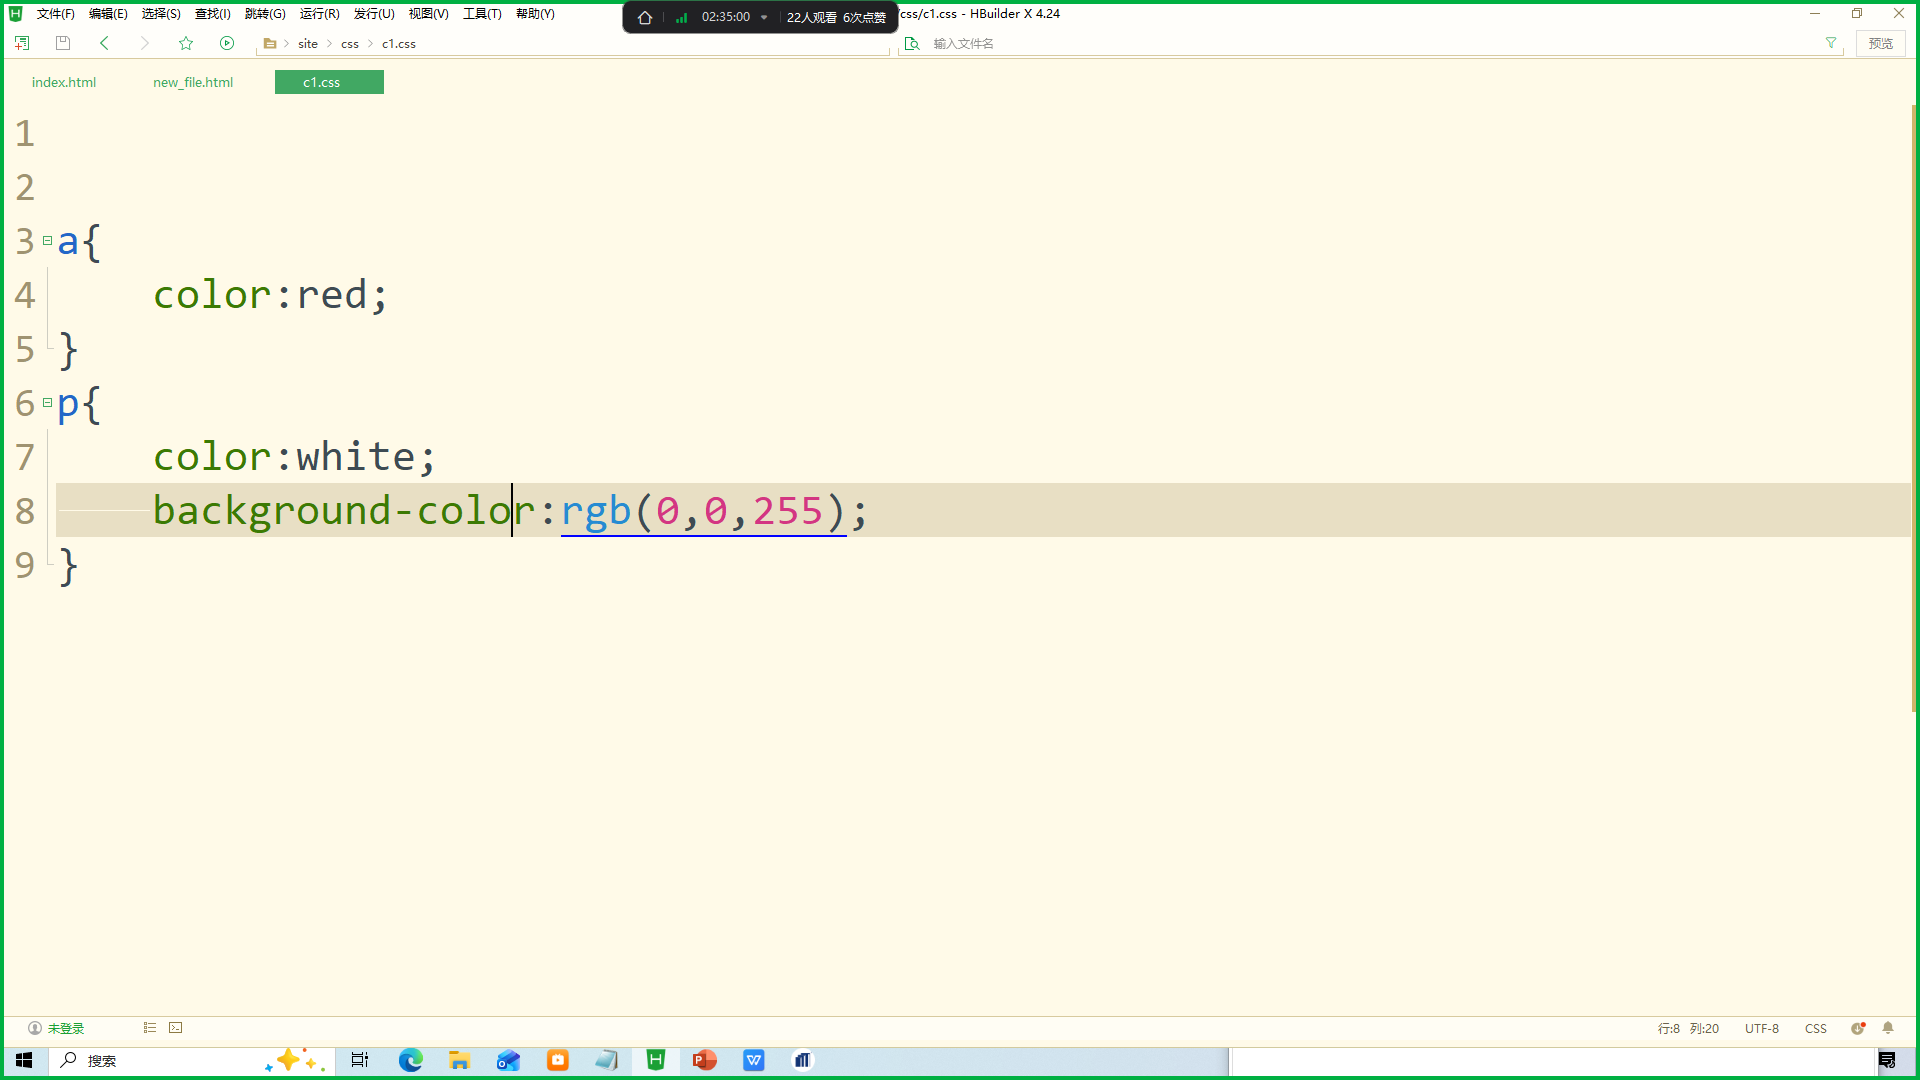 文件(F) 编辑(E) 选择(S) 查找(I) 跳转(G) 运行(R) 发行(U) 视图(V) 工具(T) 帮助(Y) 02:35:00 22人观看 6次点赞 /css/c1.css - HBuilder X 4.24
site css c1.css 输入文件名 预览
index.html new_file.html c1.css
1
2
3 a{
4 color:red;
5 }
6 p{
7 color:white;
8 background-color:rgb(0,0,255);
9 }
未登录 行:8 列:20 UTF-8 CSS
搜索